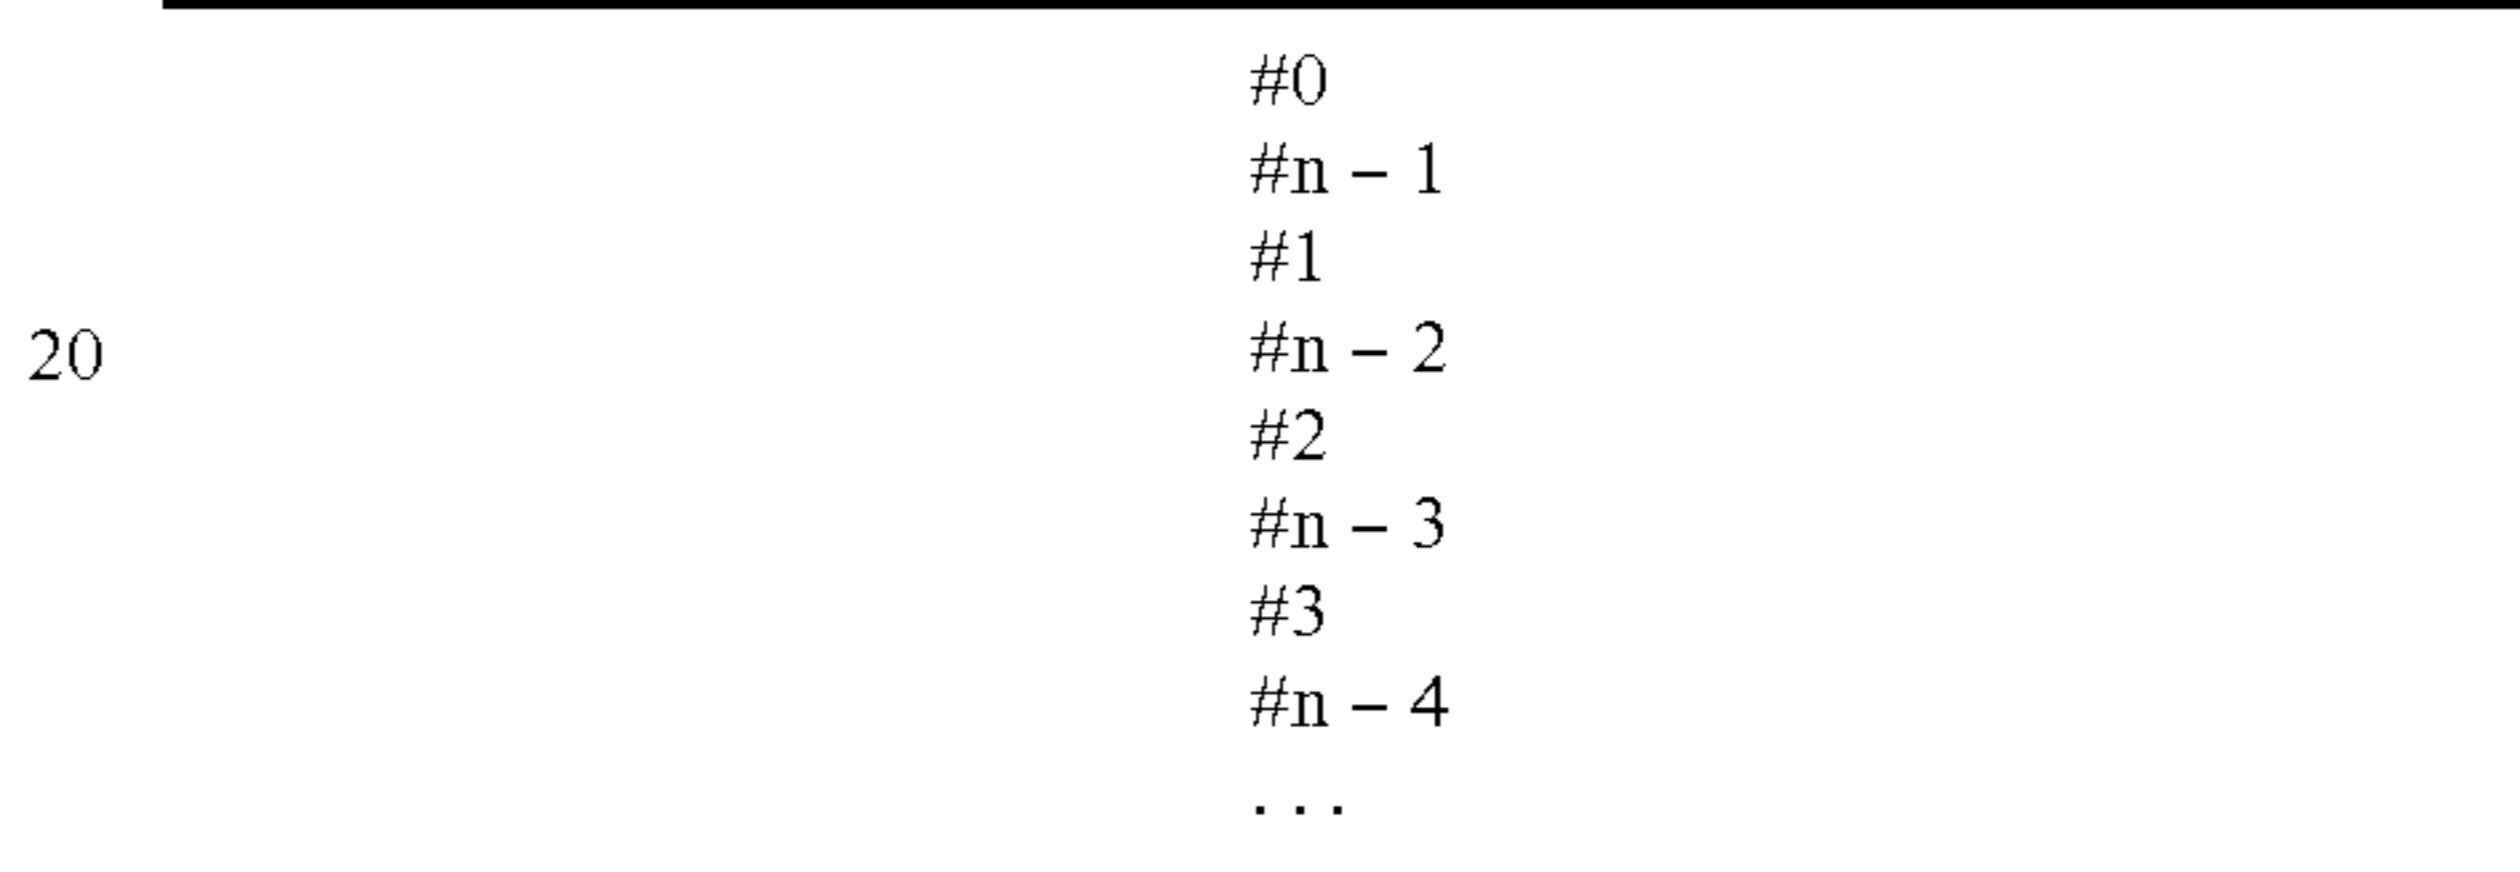 #0
#n – 1
#1
20
#n – 2
#2
#n – 3
#3
#n – 4
. . .